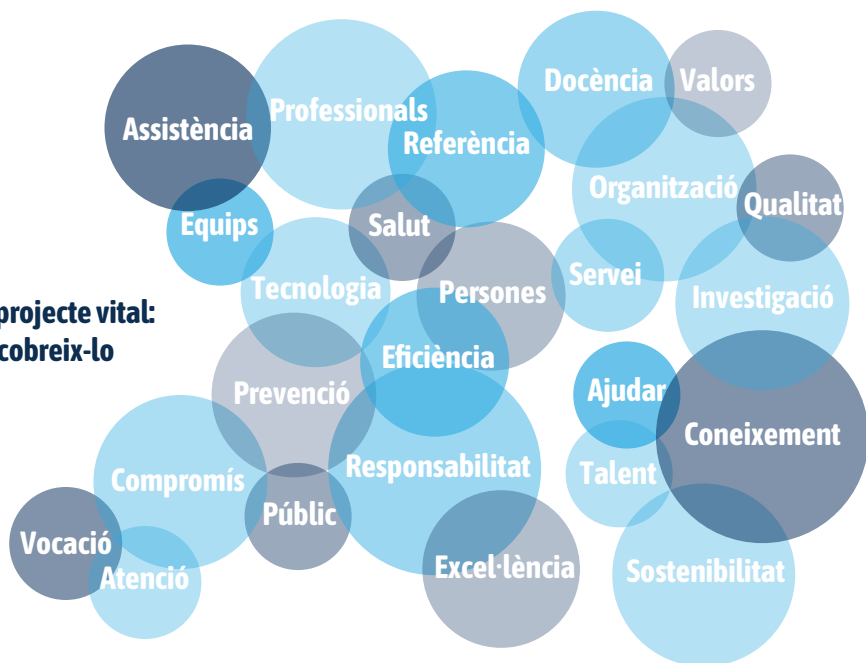 Docència
Valors
Professionals
Assistència
Referència
Organització
Qualitat
Equips
Salut
Servei
Tecnologia
Persones
Investigació
projecte vital:
cobreix-lo
Eficiència
Prevenció
Ajudar
Coneixement
Responsabilitat
Talent
Compromís
Públic
Vocació
Atenció
Excel·lència
Sostenibilitat